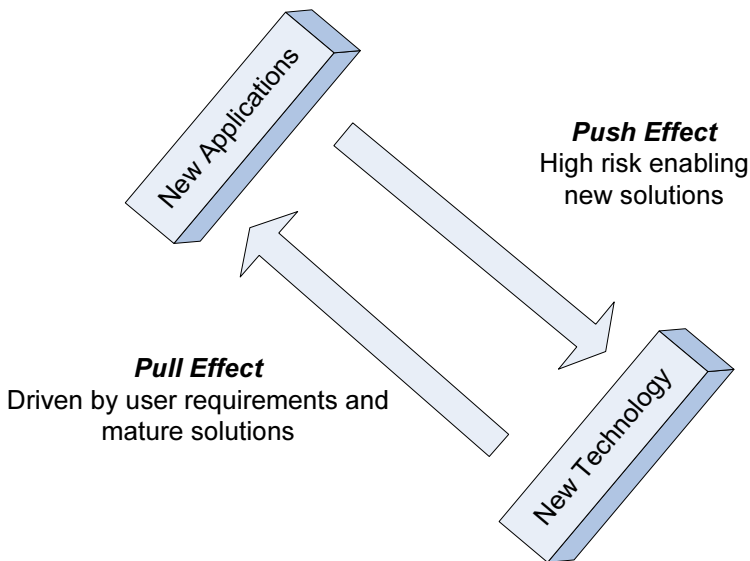 New Applications
Push Effect
High risk enabling
new solutions
Pull Effect
Driven by user requirements and
mature solutions
New Technology